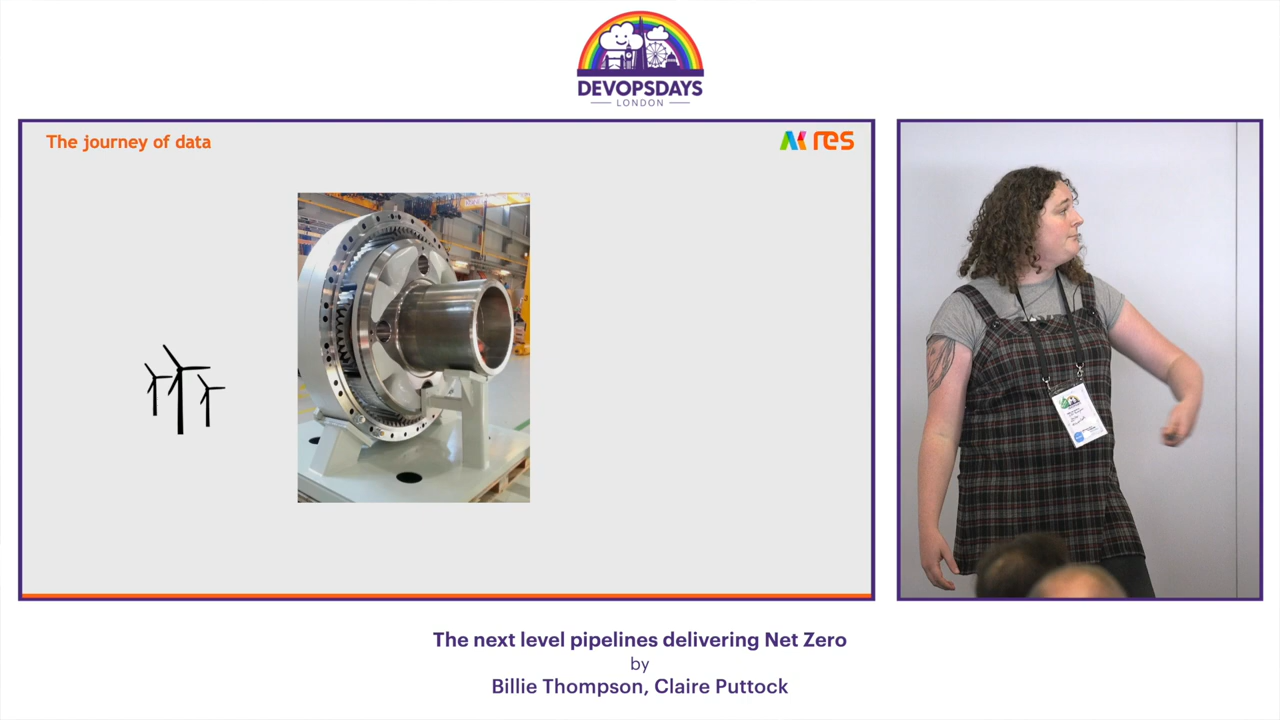 DEVOPSDAYS
LONDON
The journey of data
res
The next level pipelines delivering Net Zero
by
Billie Thompson, Claire Puttock